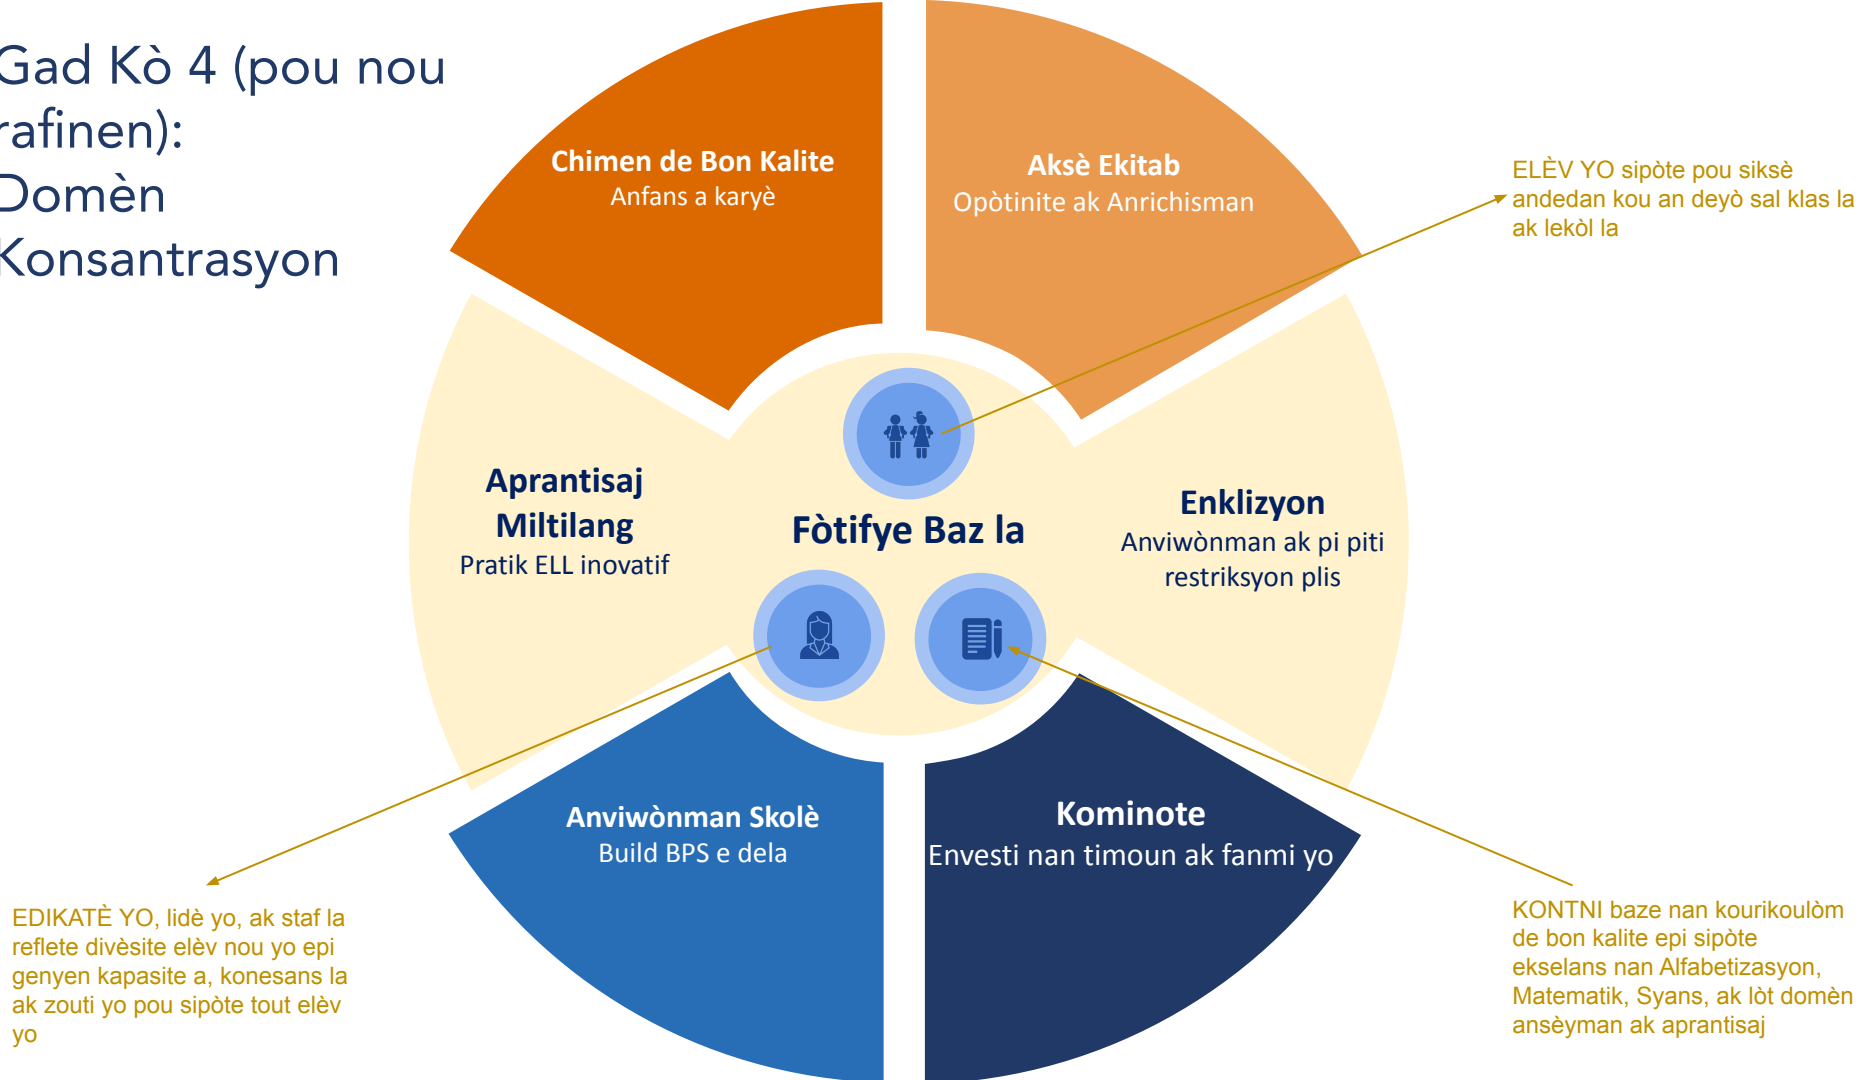 Gad Kò 4 (pou nou
rafinen):
Domèn
Konsantrasyon
Chimen de Bon Kalite
Anfans a karyè
Aksè Ekitab
Opòtinite ak Anrichisman
ELÈV YO sipòte pou siksè
andedan kou an deyò sal klas la
ak lekòl la
Aprantisaj
Miltilang
Pratik ELL inovatif
Fòtifye Baz la
Enklizyon
Anviwònman ak pi piti
restriksyon plis
Anviwònman Skolè
Build BPS e dela
Kominote
Envesti nan timoun ak fanmi yo
EDIKATÈ YO, lidè yo, ak staf la
reflete divèsite elèv nou yo epi
genyen kapasite a, konesans la
ak zouti yo pou sipòte tout elèv
yo
KONTNI baze nan kourikoulòm
de bon kalite epi sipòte
ekselans nan Alfabetizasyon,
Matematik, Syans, ak lòt domèn
ansèyman ak aprantisaj